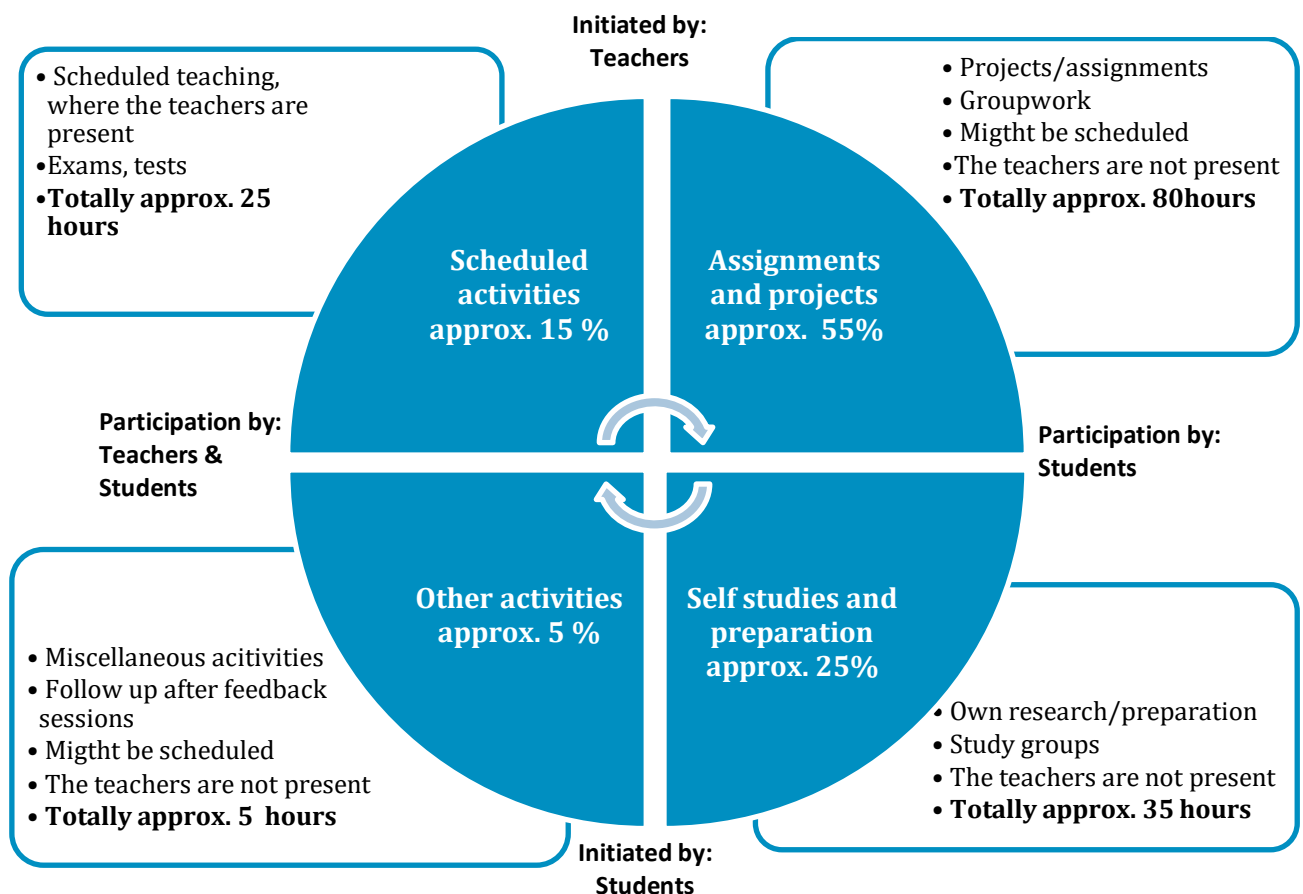 Initiated by:
Teachers
• Scheduled teaching,
where the teachers are
present
•Exams, tests
•Totally approx. 25
hours
• Projects/assignments
• Groupwork
• Migtht be scheduled
•The teachers are not present
• Totally approx. 80hours
Scheduled
activities
approx. 15 %
Assignments
and projects
approx. 55%
Participation by:
Teachers &
Students
Participation by:
Students
Other activities
approx. 5 %
Self studies and
preparation
approx. 25%
• Miscellaneous acitivities
• Follow up after feedback
sessions
• Migtht be scheduled
• The teachers are not present
• Totally approx. 5 hours
• Own research/preparation
• Study groups
• The teachers are not present
• Totally approx. 35 hours
Initiated by:
Students